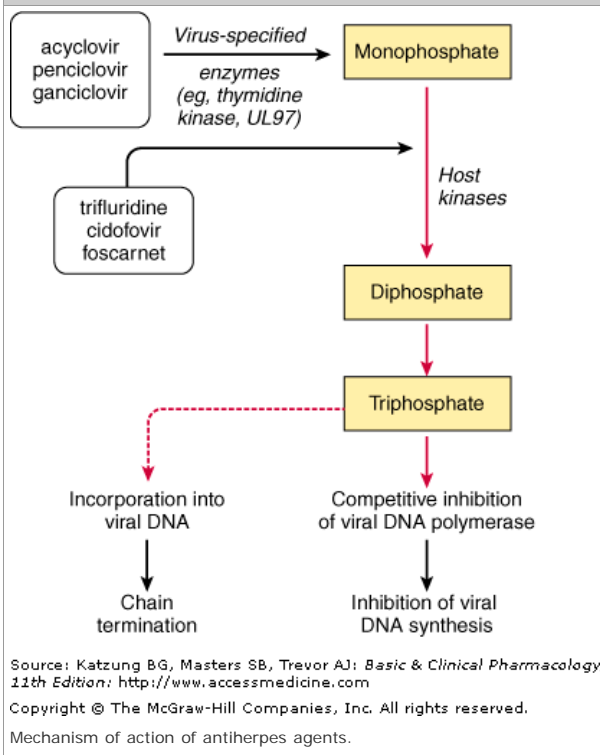 acyclovir
penciclovir
ganciclovir
Virus-specified
enzymes
(eg, thymidine
kinase, UL97)
Monophosphate
trifluridine
cidofovir
foscarnet
Host
kinases
Diphosphate
Triphosphate
Incorporation into
viral DNA
Competitive inhibition
of viral DNA polymerase
Chain
termination
Inhibition of viral
DNA synthesis
Source: Katzung BG, Masters SB, Trevor AJ: Basic & Clinical Pharmacology
11th Edition: http://www.accessmedicine.com
Copyright © The McGraw-Hill Companies, Inc. All rights reserved.
Mechanism of action of antiherpes agents.